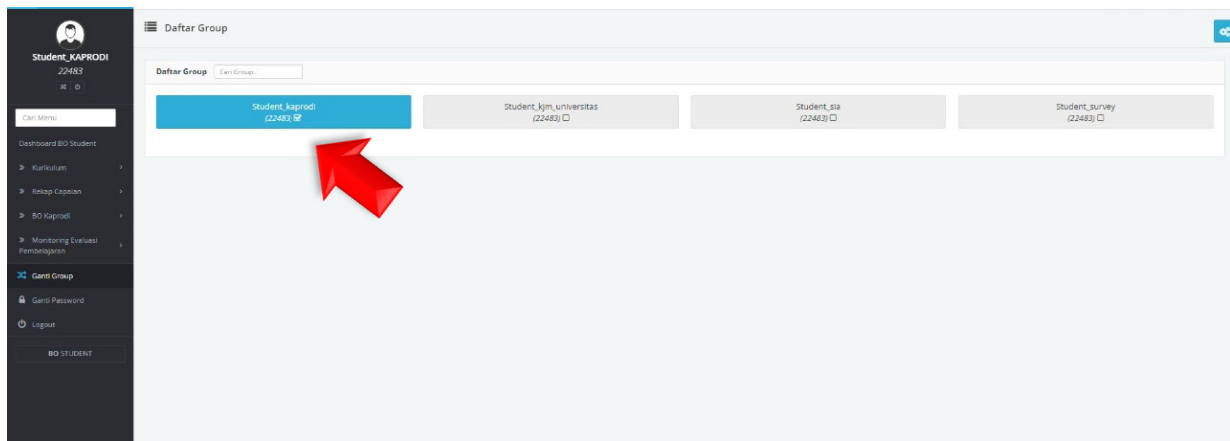 Student_KAPRODI
22483
Cari Menu
Dashboard BO Student
Kurikulum
Rekap Capaian
BO Kaprodi
Monitoring Evaluasi
Pembelajaran
Ganti Group
Ganti Password
Logout
BO STUDENT
Daftar Group
Daftar Group Cari Group..
Student_kaprodi
(22483)
Student_kjm_universitas
(22483)
Student_sia
(22483)
Student_survey
(22483)